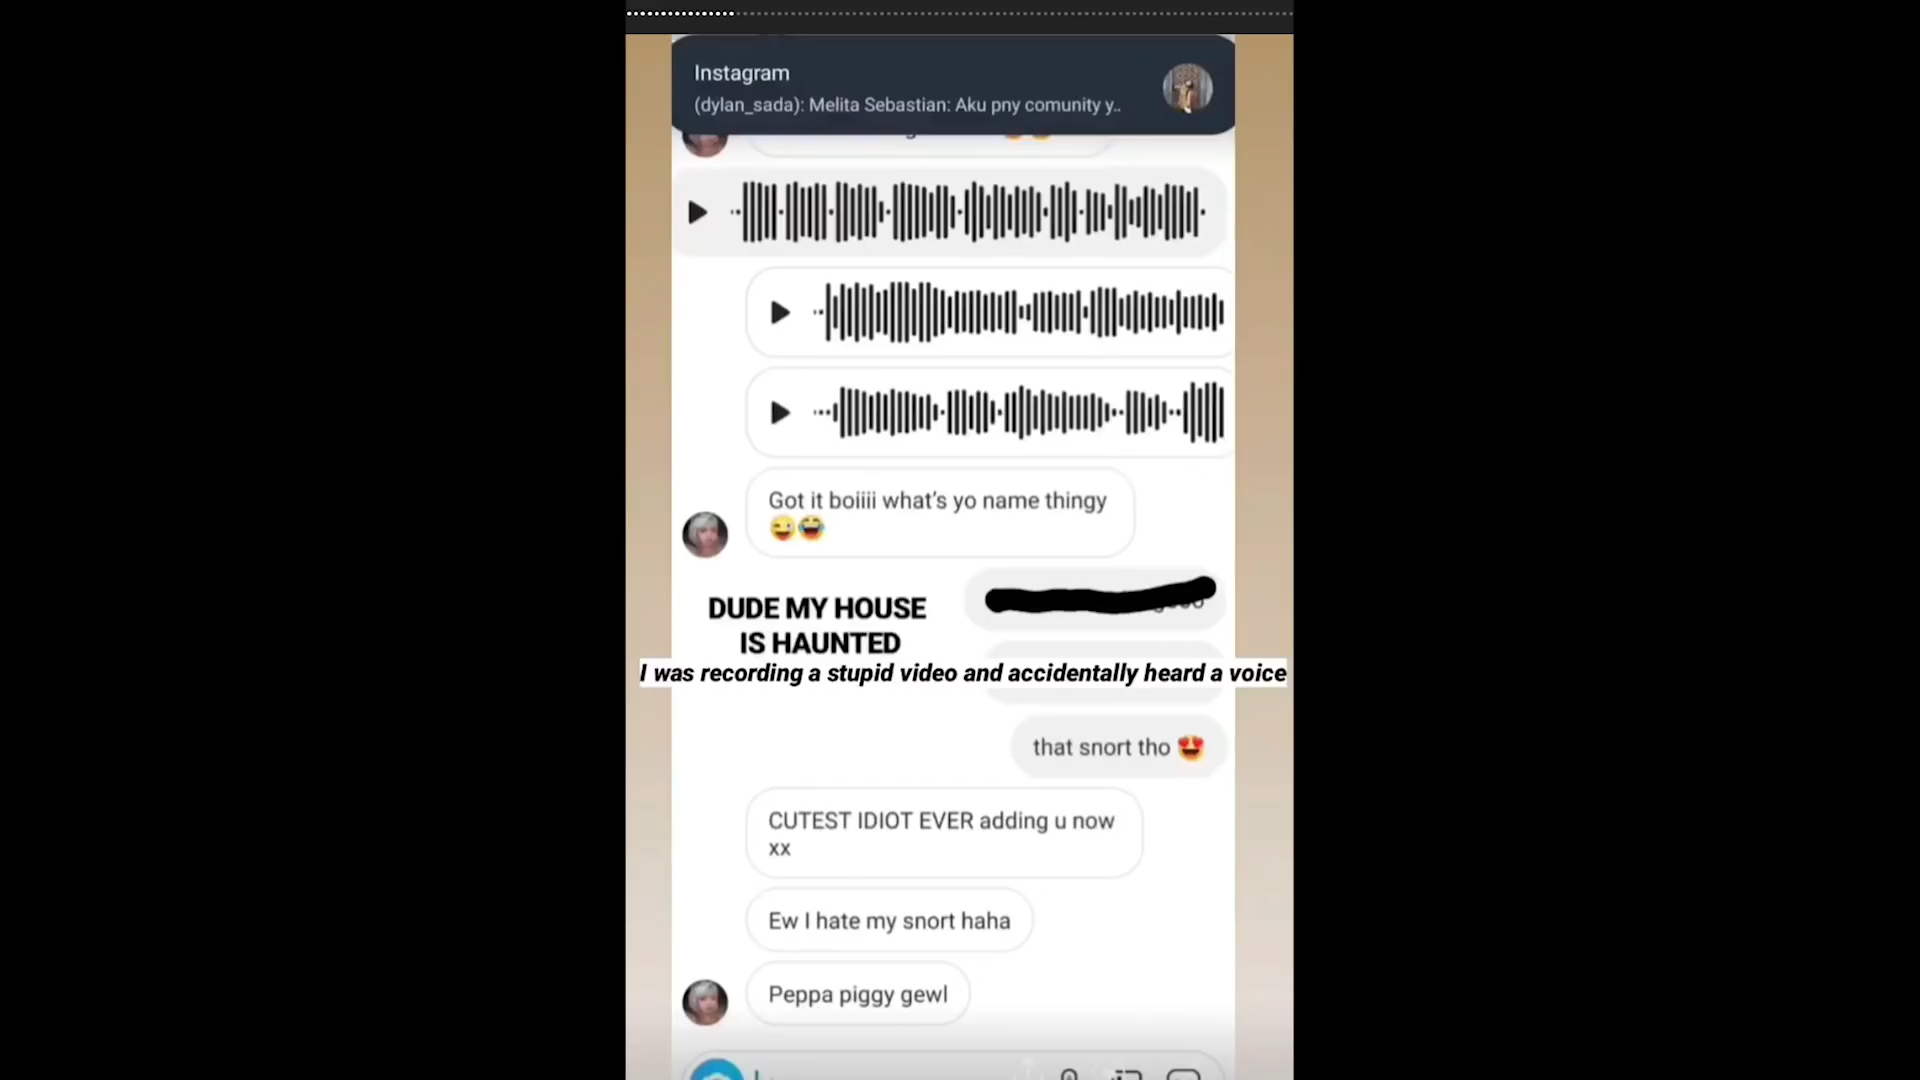 Instagram
(dylan_sada): Melita Sebastian: Aku pny comunity y..
Got it boiiii what's yo name thingy
😜😂
DUDE MY HOUSE
IS HAUNTED
I was recording a stupid video and accidentally heard a voice
that snort tho 😍
CUTEST IDIOT EVER adding u now
xx
Ew I hate my snort haha
Peppa piggy gewl